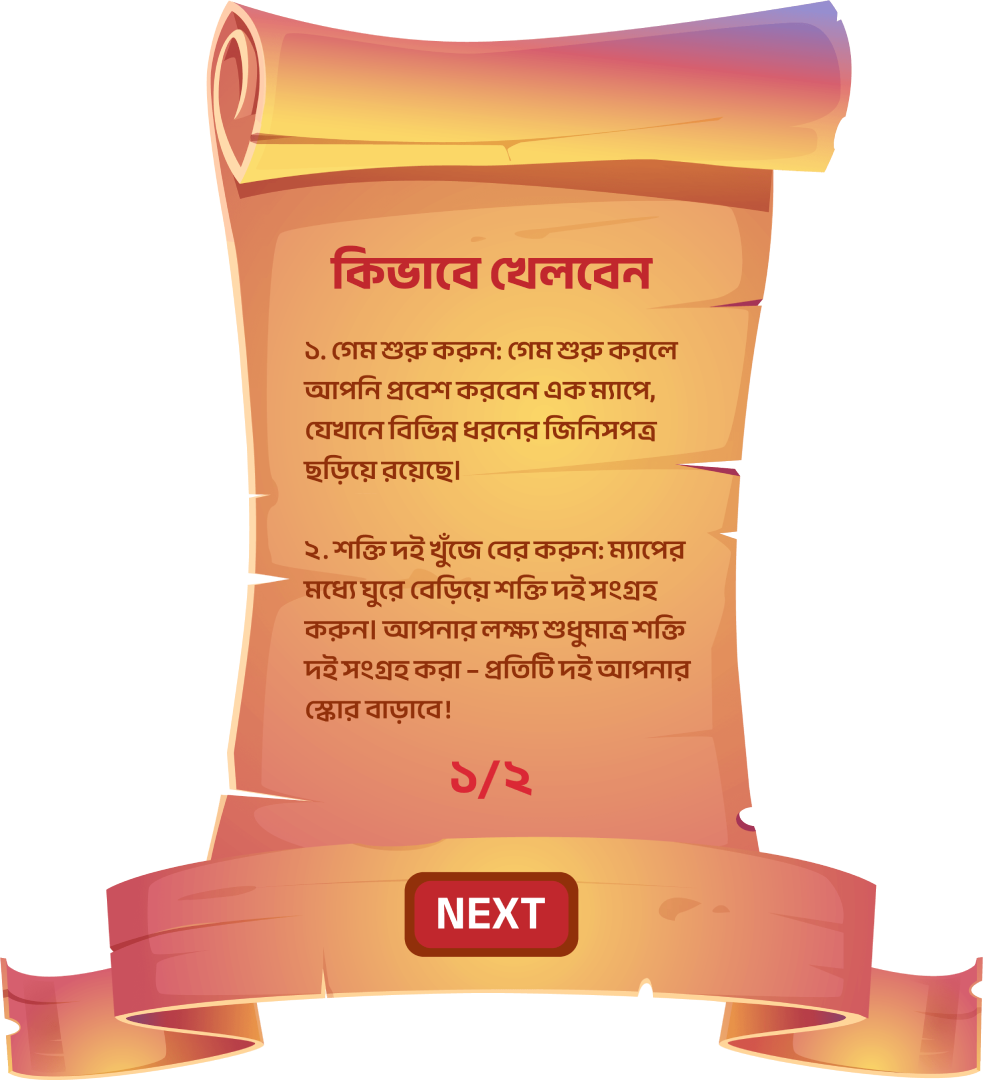 কিভাবে খেলবেন
১. গেম শুরু করুন: গেম শুরু করলে
আপনি প্রবেশ করবেন এক ম্যাপে,
যেখানে বিভিন্ন ধরনের জিনিসপত্র
ছড়িয়ে রয়েছে।
২. শক্তি দই খুঁজে বের করুন: ম্যাপের
মধ্যে ঘুরে বেড়িয়ে শক্তি দই সংগ্রহ
করুন। আপনার লক্ষ্য শুধুমাত্র শক্তি
দই সংগ্রহ করা – প্রতিটি দই আপনার
স্কোর বাড়াবে!
১/২
NEXT